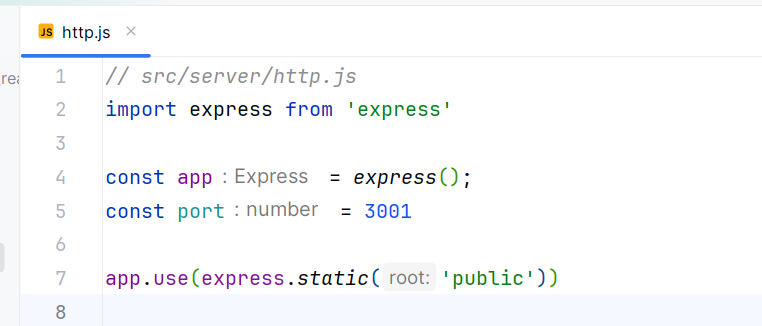 JS http.js ×
_rea
1 // src/server/http.js
2 import express from 'express'
3
4 const app : Express = express();
5 const port : number = 3001
6
7 app.use(express.static( root: 'public'))
8